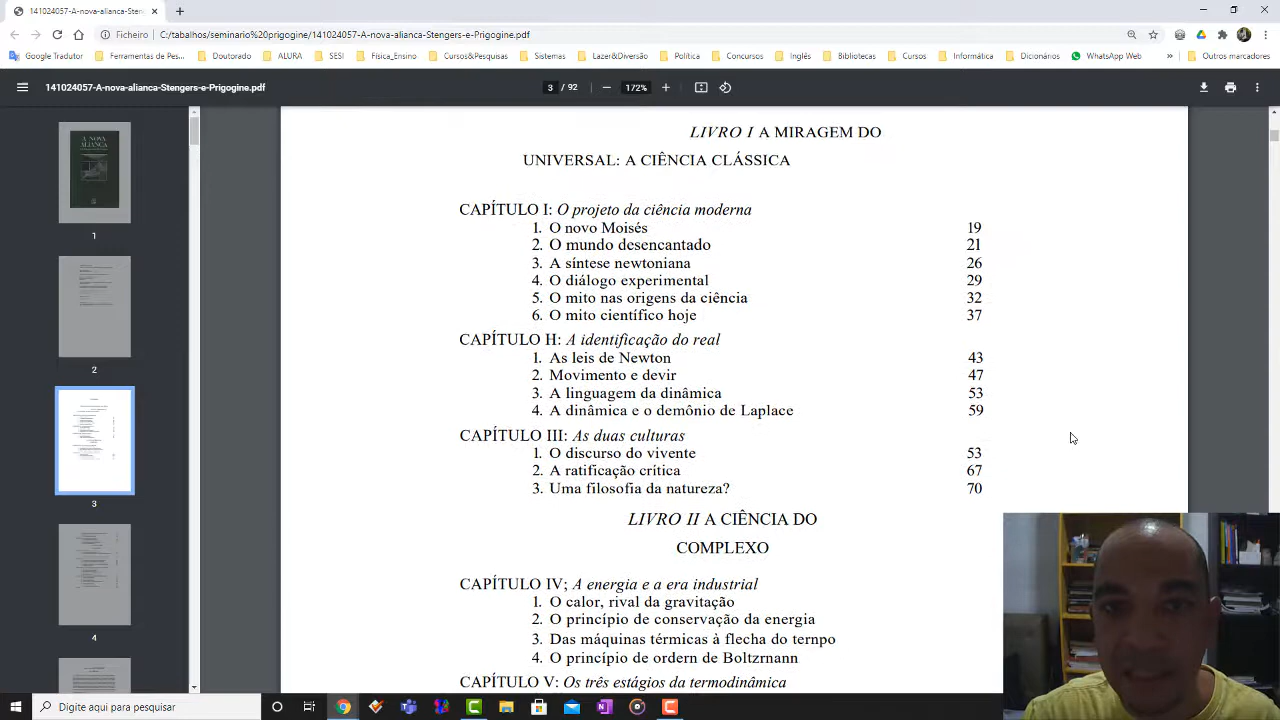 141024057-A-nova-alianca-Stenger
Ficheiro C:/tabalhos/seminario%20prigogine/141024057-A-nova-alianca-Stengers-e-Prigogine.pdf
Google Tradutor Ferramentas de Pes... Doutorado ALURA SESI Física_Ensino Cursos&Pesquisas Sistemas Lazer&Diversão Política Concursos Inglês Bibliotecas Cursos Informática Dicionários WhatsApp Web » Outros marcadores
141024057-A-nova-alianca-Stengers-e-Prigogine.pdf 3 / 92 172%
A NOVA
ALIANÇA
1
2
3
4
LIVRO I A MIRAGEM DO
UNIVERSAL: A CIÊNCIA CLÁSSICA
CAPÍTULO I: O projeto da ciência moderna
1. O novo Moisés 19
2. O mundo desencantado 21
3. A síntese newtoniana 26
4. O diálogo experimental 29
5. O mito nas origens da ciência 32
6. O mito científico hoje 37
CAPÍTULO H: A identificação do real
1. As leis de Newton 43
2. Movimento e devir 47
3. A linguagem da dinâmica 53
4. A dinâmica e o demônio de Laplace 59
CAPÍTULO III: As duas culturas
1. O discurso do vivente 53
2. A ratificação crítica 67
3. Uma filosofia da natureza? 70
LIVRO II A CIÊNCIA DO
COMPLEXO
CAPÍTULO IV; A energia e a era industrial
1. O calor, rival da gravitação
2. O princípio de conservação da energia
3. Das máquinas térmicas à flecha do ternpo
4. O princípio de ordern de Boltzrnann
CAPÍTULO V: Os três estágios da termodinâmica
Digite aqui para pesquisar